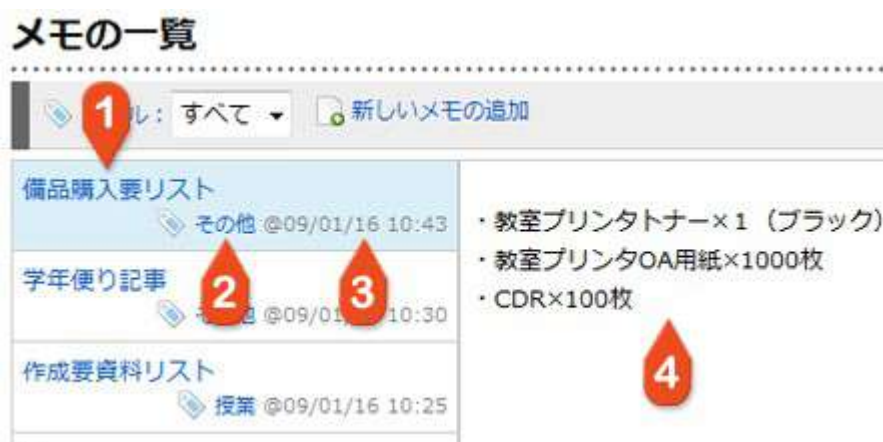 メモの一覧
ル: すべて 新しいメモの追加
1
備品購入要リスト
その他 @09/01/16 10:43
2
3
学年便り記事
@09/01 10:30
作成要資料リスト
授業 @09/01/16 10:25
・教室プリンタトナー×1(ブラック)
・教室プリンタOA用紙×1000枚
・CDR×100枚
4